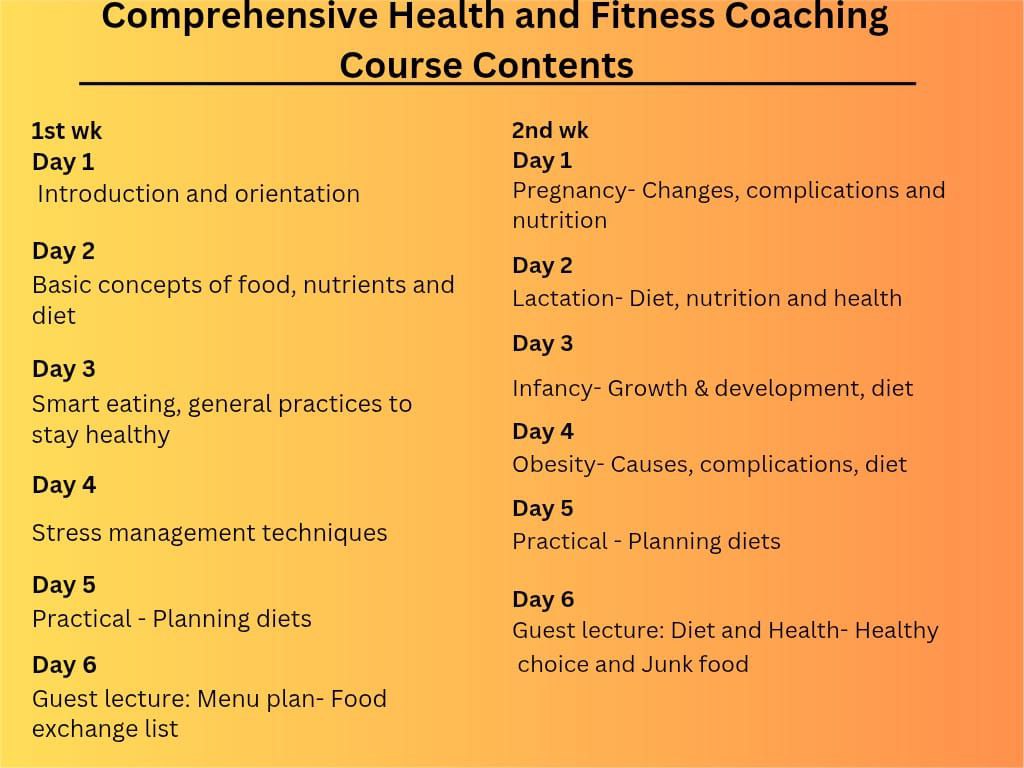 Comprehensive Health and Fitness Coaching
Course Contents
1st wk
Day 1
Introduction and orientation
Day 2
Basic concepts of food, nutrients and
diet
Day 3
Smart eating, general practices to
stay healthy
Day 4
Stress management techniques
Day 5
Practical - Planning diets
Day 6
Guest lecture: Menu plan- Food
exchange list
2nd wk
Day 1
Pregnancy- Changes, complications and
nutrition
Day 2
Lactation- Diet, nutrition and health
Day 3
Infancy- Growth & development, diet
Day 4
Obesity- Causes, complications, diet
Day 5
Practical - Planning diets
Day 6
Guest lecture: Diet and Health- Healthy
choice and Junk food